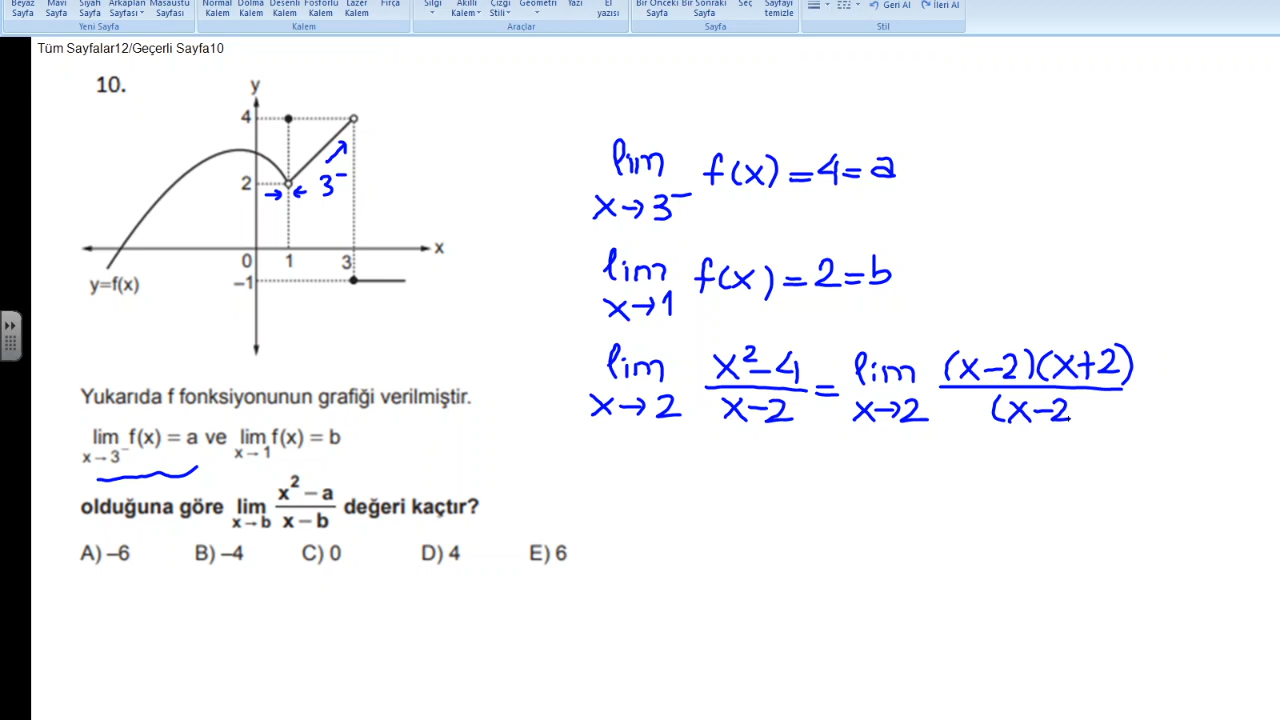 Beyaz Sayfa Mavi Sayfa Siyah Sayfa Arkaplan Sayfası Masaüstü Sayfası Normal Kalem Dolma Kalem Desenli Kalem Fosforlu Kalem Lazer Kalem Fırça Silgi Akıllı Kalem Çizgi Stili Geometri Yazı El yazısı Bir Önceki Sayfa Bir Sonraki Sayfa Seç Sayfayı temizle Geri Al İleri Al
Yeni Sayfa Kalem Araçlar Sayfa Stil
Tüm Sayfalar12/Geçerli Sayfa10
10.
y
4
2
3⁻
x
0 1 3
−1
y=f(x)
Yukarıda f fonksiyonunun grafiği verilmiştir.
lim x→3⁻ f(x) = a ve lim x→1 f(x) = b
olduğuna göre lim x→b (x² − a)/(x − b) değeri kaçtır?
A) −6 B) −4 C) 0 D) 4 E) 6
lim x→3⁻ f(x) = 4 = a
lim x→1 f(x) = 2 = b
lim x→2 (x² − 4)/(x − 2) = lim x→2 (x−2)(x+2)/(x−2